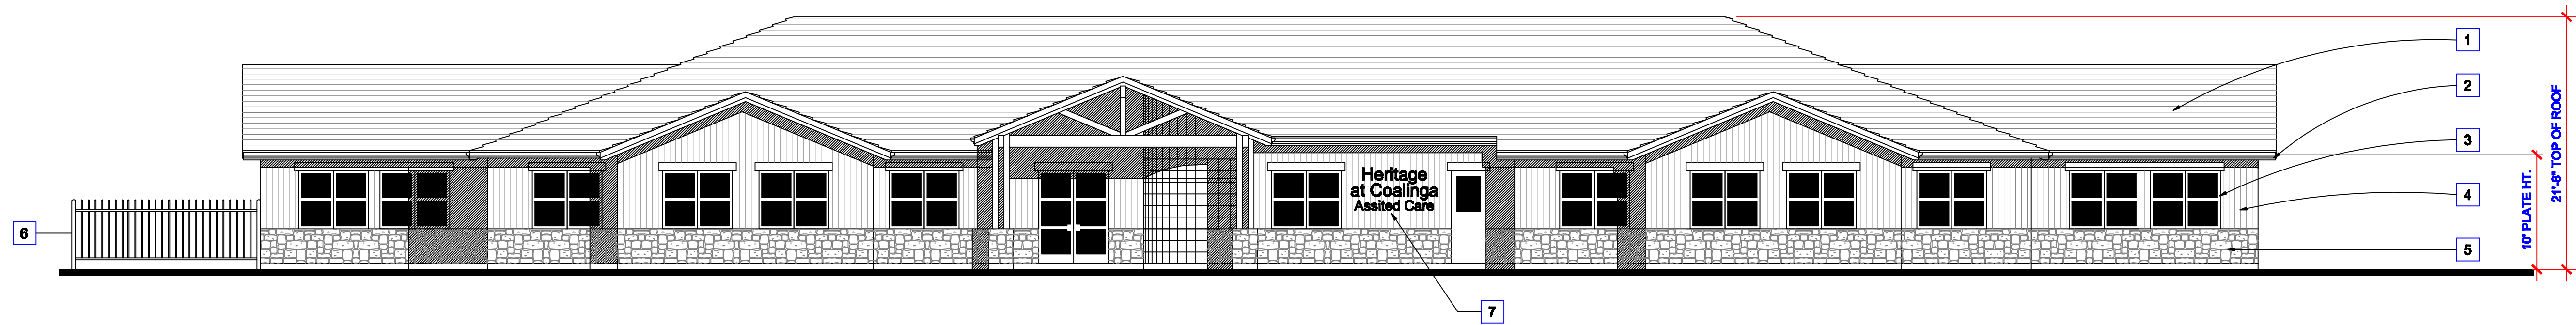 1
2
3
4
5
6
7
Heritage
at Coalinga
Assited Care
10' PLATE HT.
21'-8" TOP OF ROOF